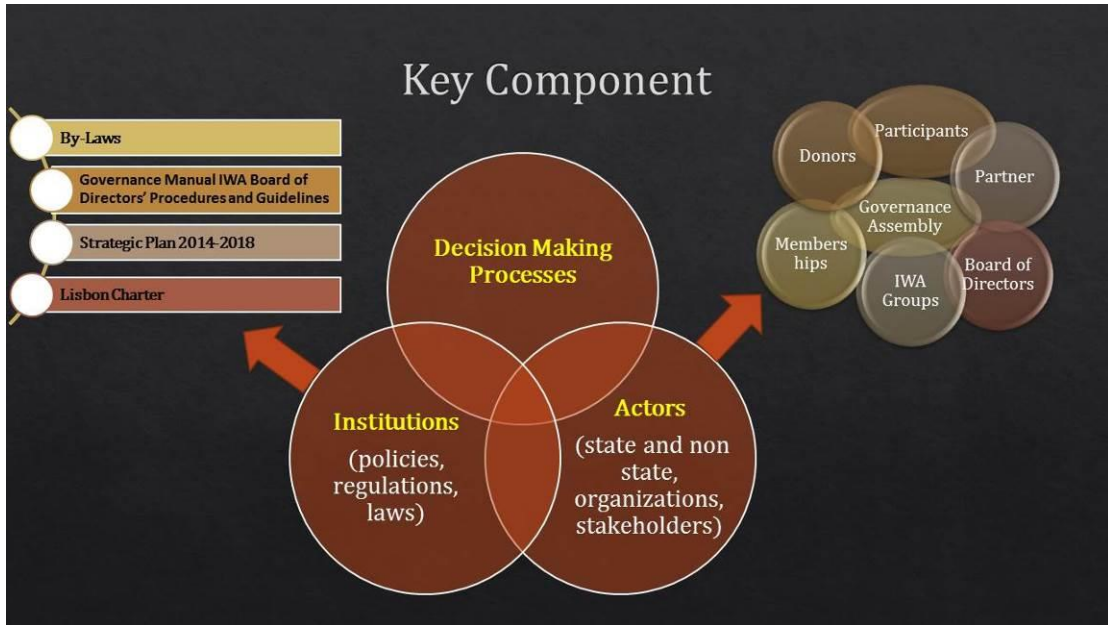 Key Component
By-Laws
Governance Manual IWA Board of
Directors' Procedures and Guidelines
Strategic Plan 2014-2018
Lisbon Charter
Decision Making
Processes
Institutions
(policies,
regulations,
laws)
Actors
(state and non
state,
organizations,
stakeholders)
Participants
Donors
Partner
Governance
Assembly
Members
hips
IWA
Groups
Board of
Directors